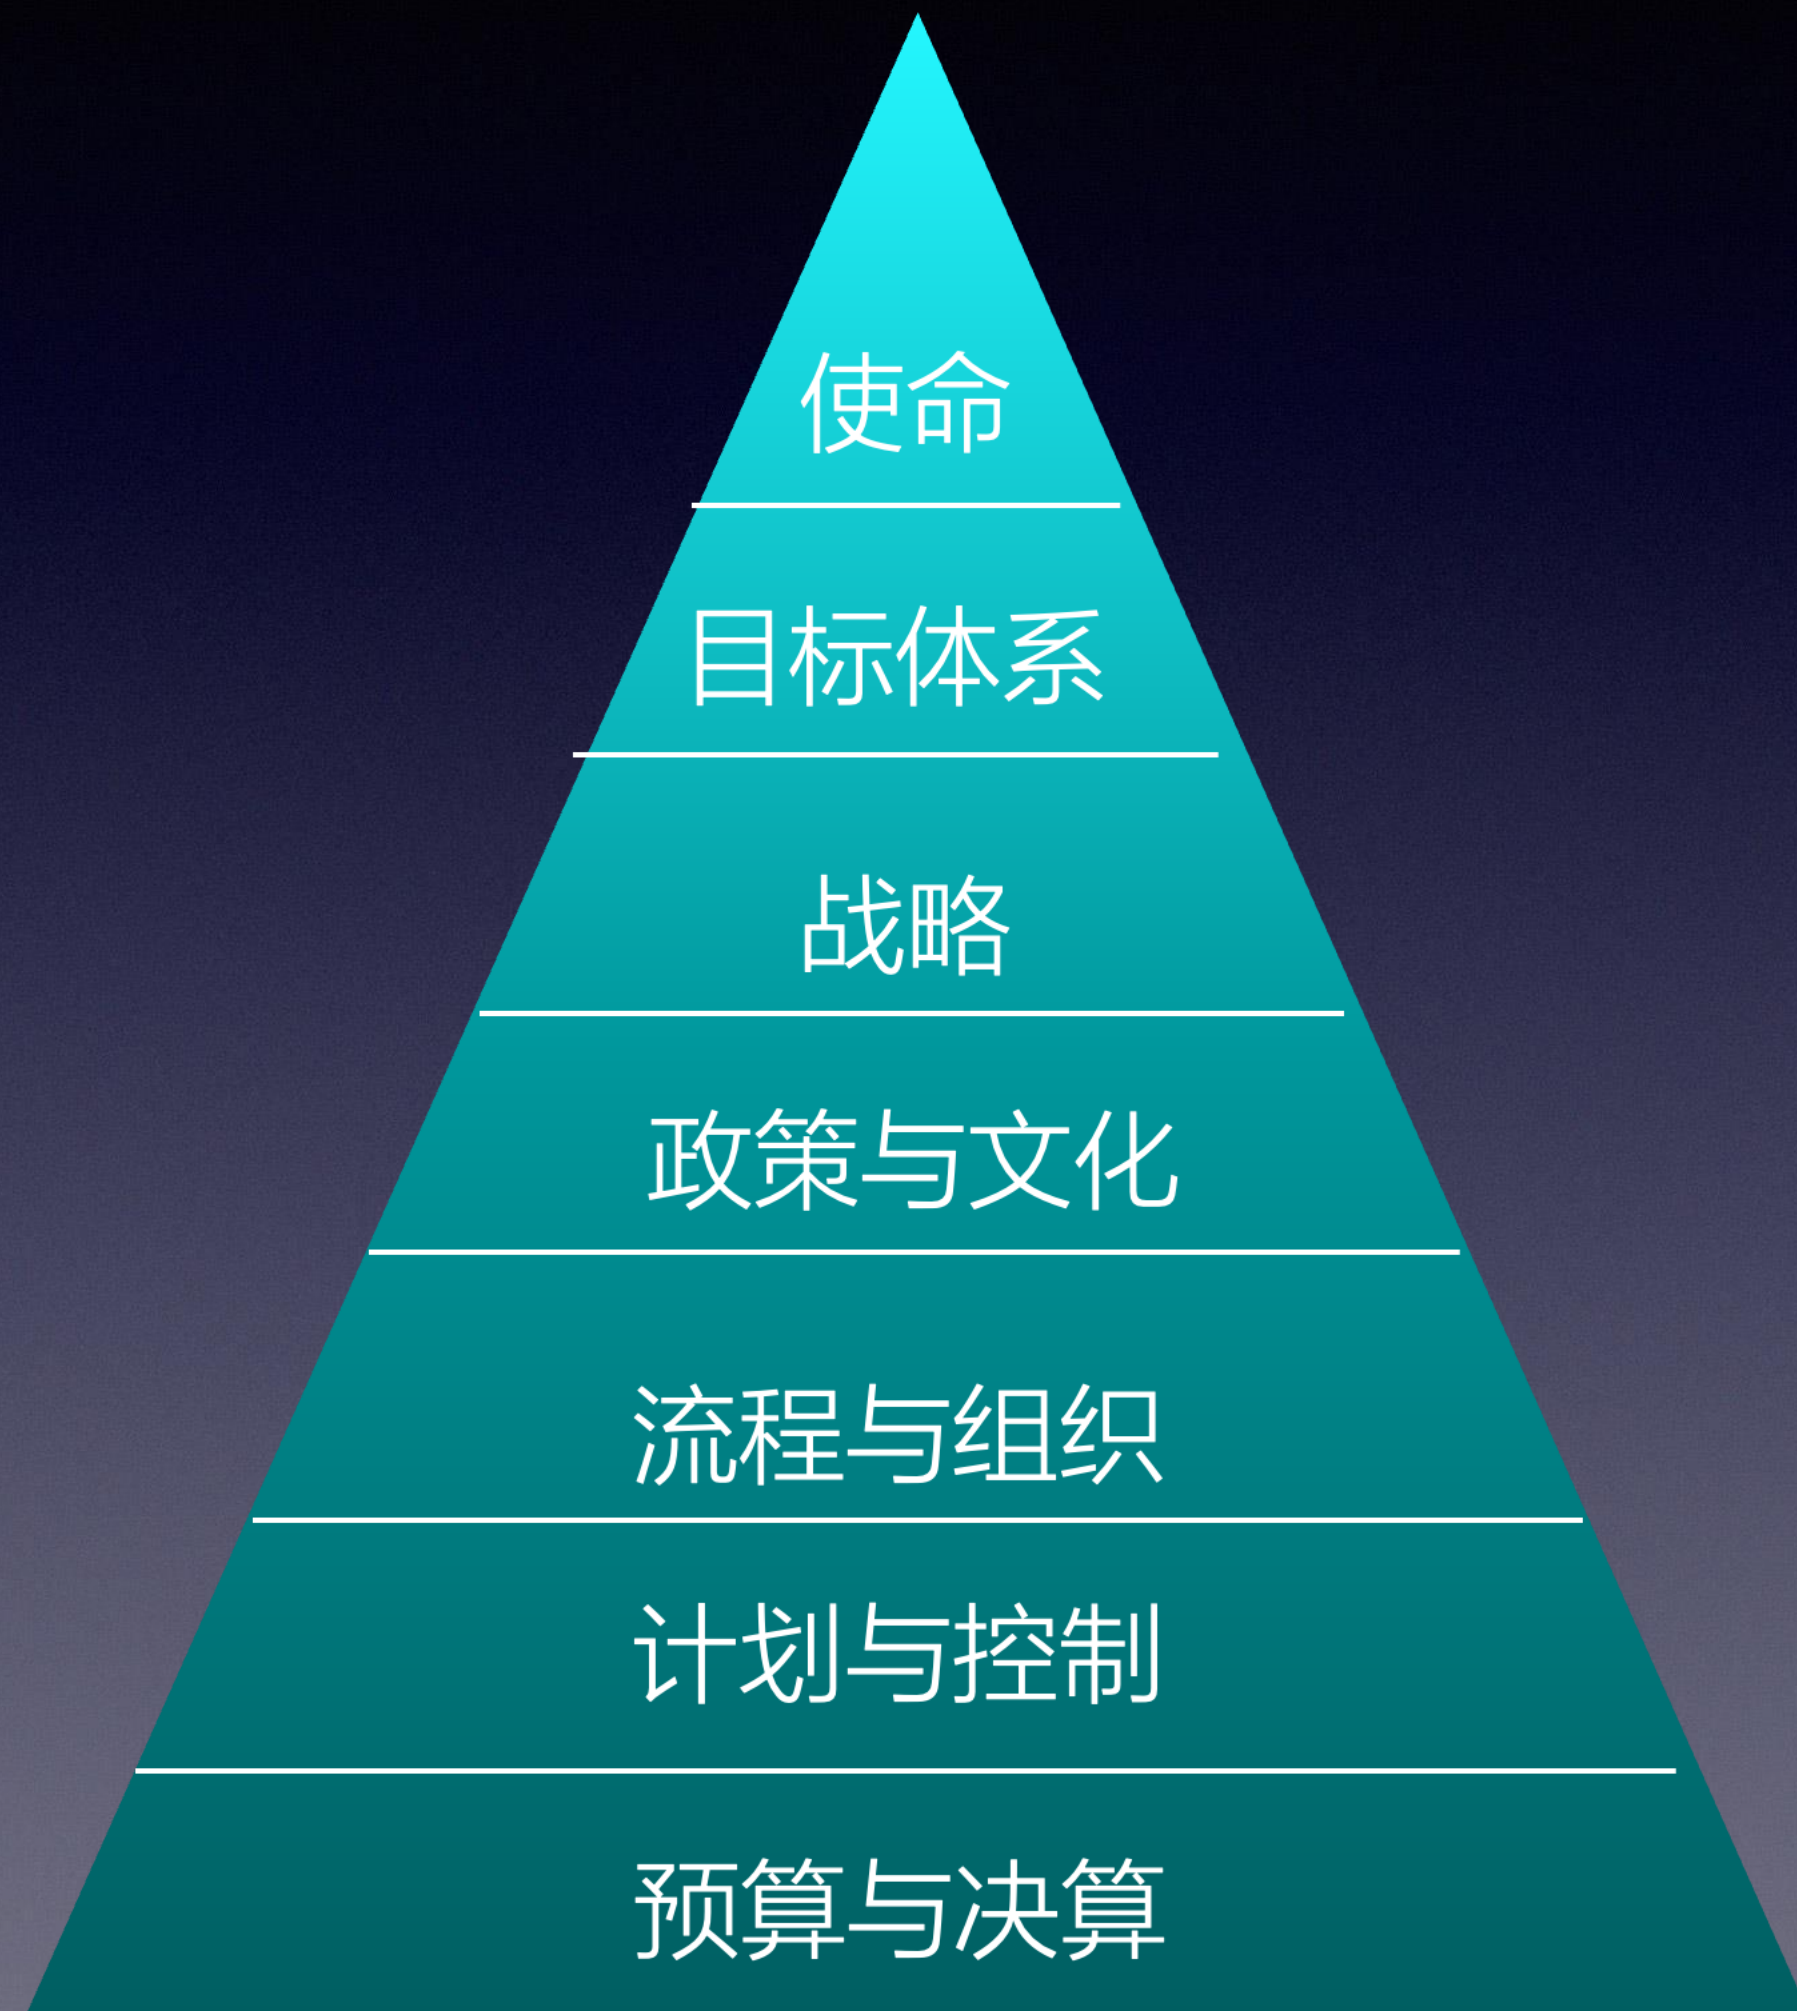 使命
目标体系
战略
政策与文化
流程与组织
计划与控制
预算与决算